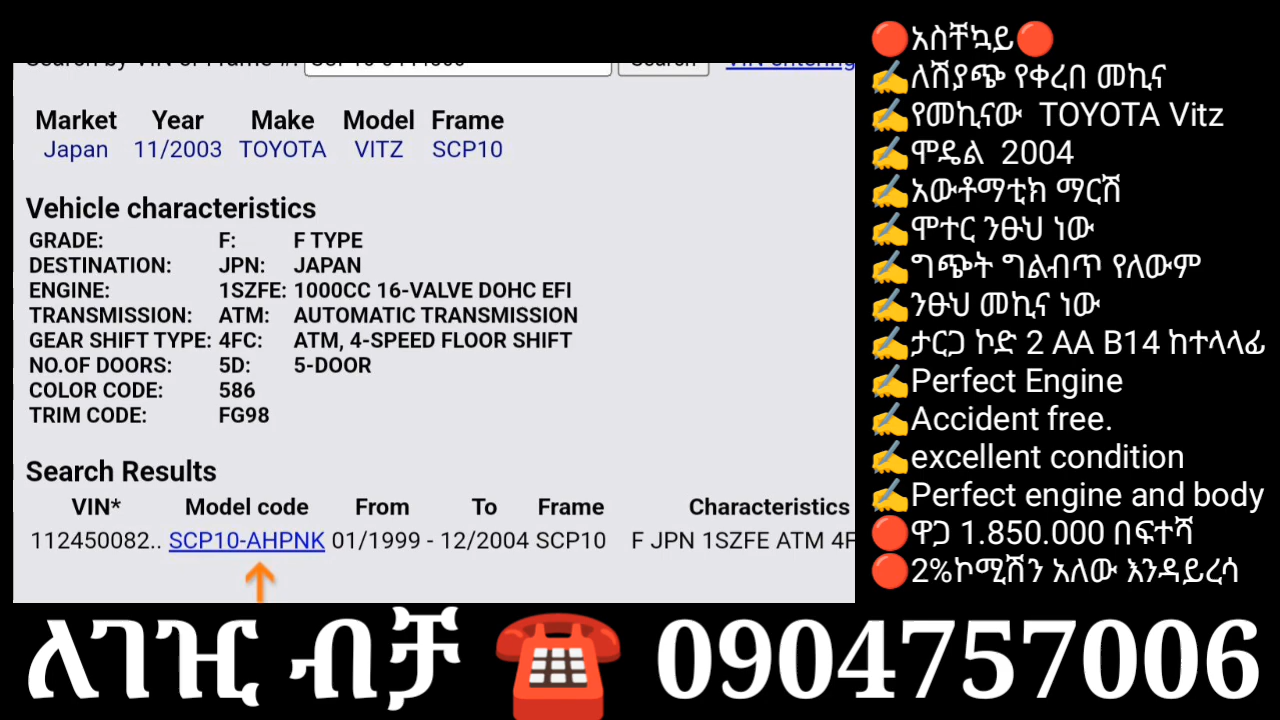 Market Year Make Model Frame
Japan 11/2003 TOYOTA VITZ SCP10
Vehicle characteristics
GRADE: F: F TYPE
DESTINATION: JPN: JAPAN
ENGINE: 1SZFE: 1000CC 16-VALVE DOHC EFI
TRANSMISSION: ATM: AUTOMATIC TRANSMISSION
GEAR SHIFT TYPE: 4FC: ATM, 4-SPEED FLOOR SHIFT
NO.OF DOORS: 5D: 5-DOOR
COLOR CODE: 586
TRIM CODE: FG98
Search Results
VIN* Model code From To Frame Characteristics
112450082.. SCP10-AHPNK 01/1999 - 12/2004 SCP10 F JPN 1SZFE ATM 4F
🔴አስቸኳይ🔴
✍️ለሽያጭ የቀረበ መኪና
✍️የመኪናው TOYOTA Vitz
✍️ሞዴል 2004
✍️አውቶማቲክ ማርሽ
✍️ሞተር ንፁህ ነው
✍️ግጭት ግልብጥ የለውም
✍️ንፁህ መኪና ነው
✍️ታርጋ ኮድ 2 AA B14 ከተላላፊ
✍️Perfect Engine
✍️Accident free.
✍️excellent condition
✍️Perfect engine and body
🔴ዋጋ 1.850.000 በፍተሻ
🔴2%ኮሚሽን አለው እንዳይረሳ
ለገዢ ብቻ ☎️ 0904757006